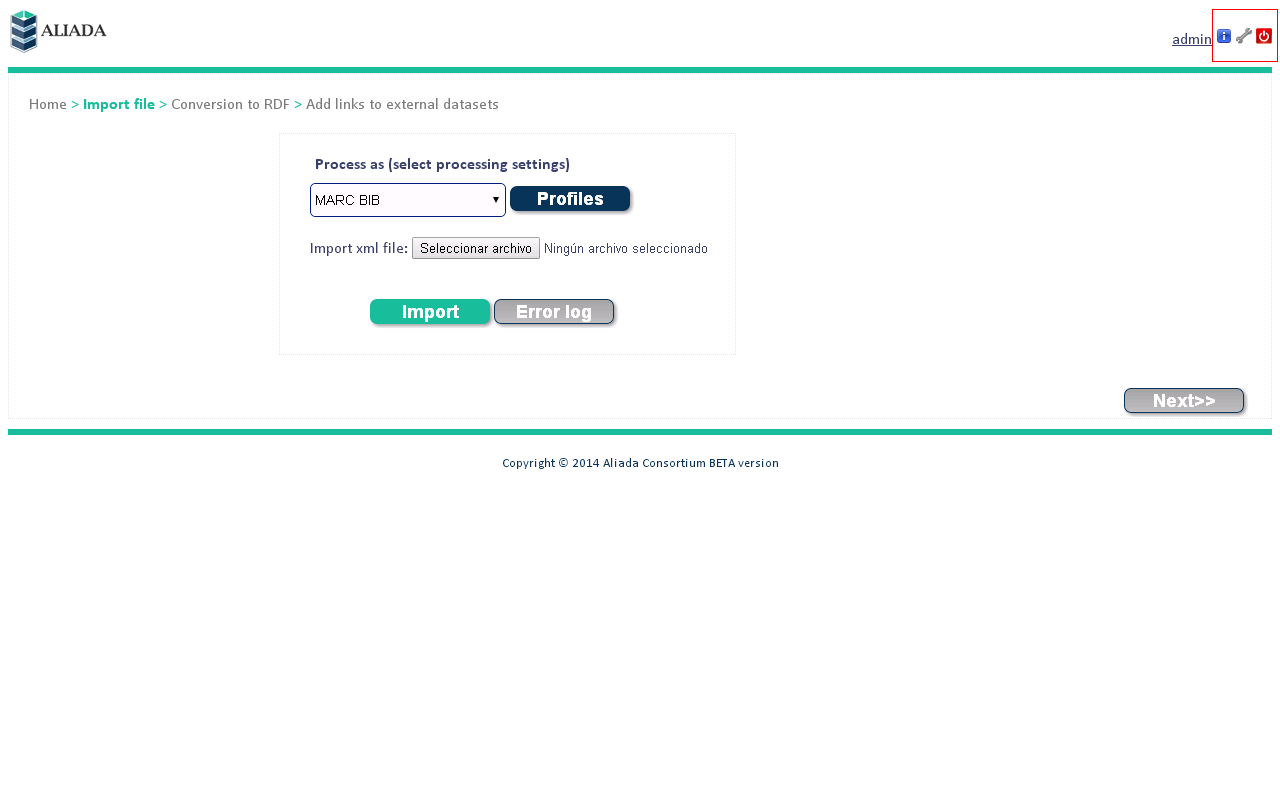 ALIADA
admin
Home > Import file > Conversion to RDF > Add links to external datasets
Process as (select processing settings)
MARC BIB Profiles
Import xml file: Seleccionar archivo Ningún archivo seleccionado
Import Error log
Next>>
Copyright © 2014 Aliada Consortium BETA version